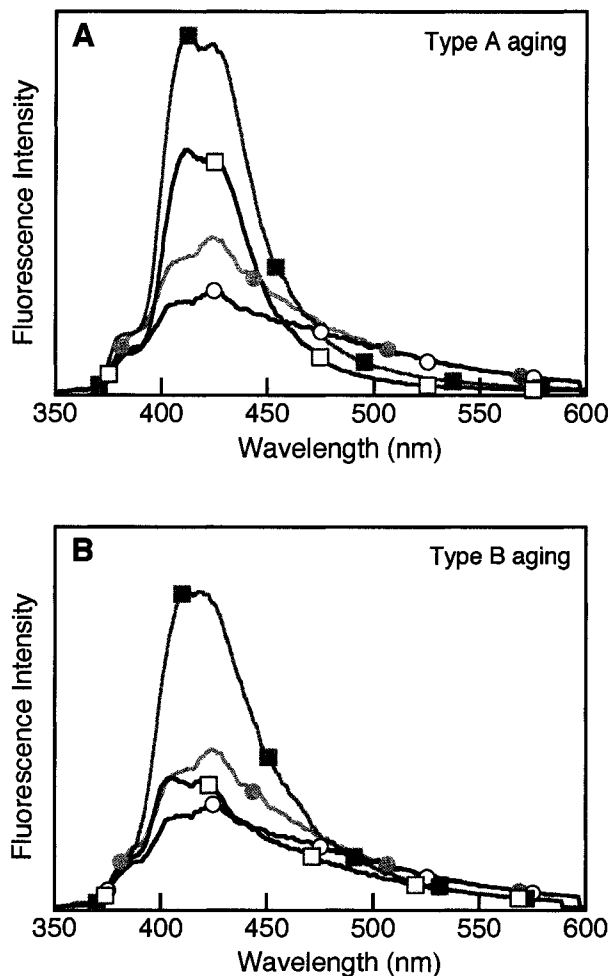 A
Type A aging
Fluorescence Intensity
350 400 450 500 550 600
Wavelength (nm)
B
Type B aging
Fluorescence Intensity
350 400 450 500 550 600
Wavelength (nm)